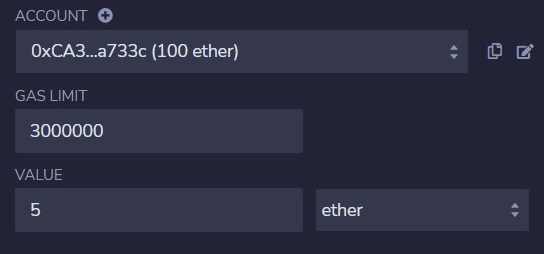 ACCOUNT
0xCA3...a733c (100 ether)
GAS LIMIT
3000000
VALUE
5 ether